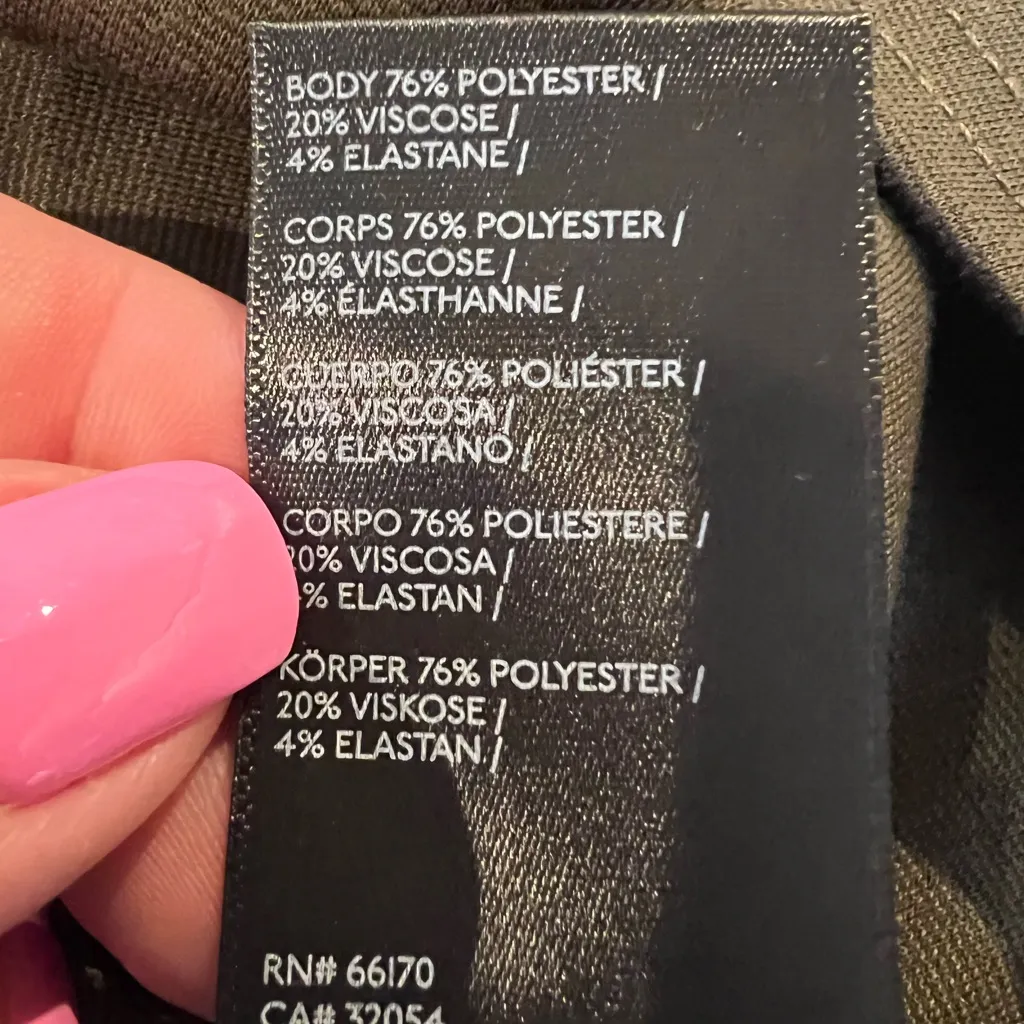 BODY 76% POLYESTER /
20% VISCOSE /
4% ELASTANE /
CORPS 76% POLYESTER /
20% VISCOSE /
4% ÉLASTHANNE /
CUERPO 76% POLIÉSTER /
20% VISCOSA /
4% ELASTANO /
CORPO 76% POLIESTERE /
20% VISCOSA /
% ELASTAN /
KÖRPER 76% POLYESTER /
20% VISKOSE /
4% ELASTAN /
RN# 66170
CA# 32054